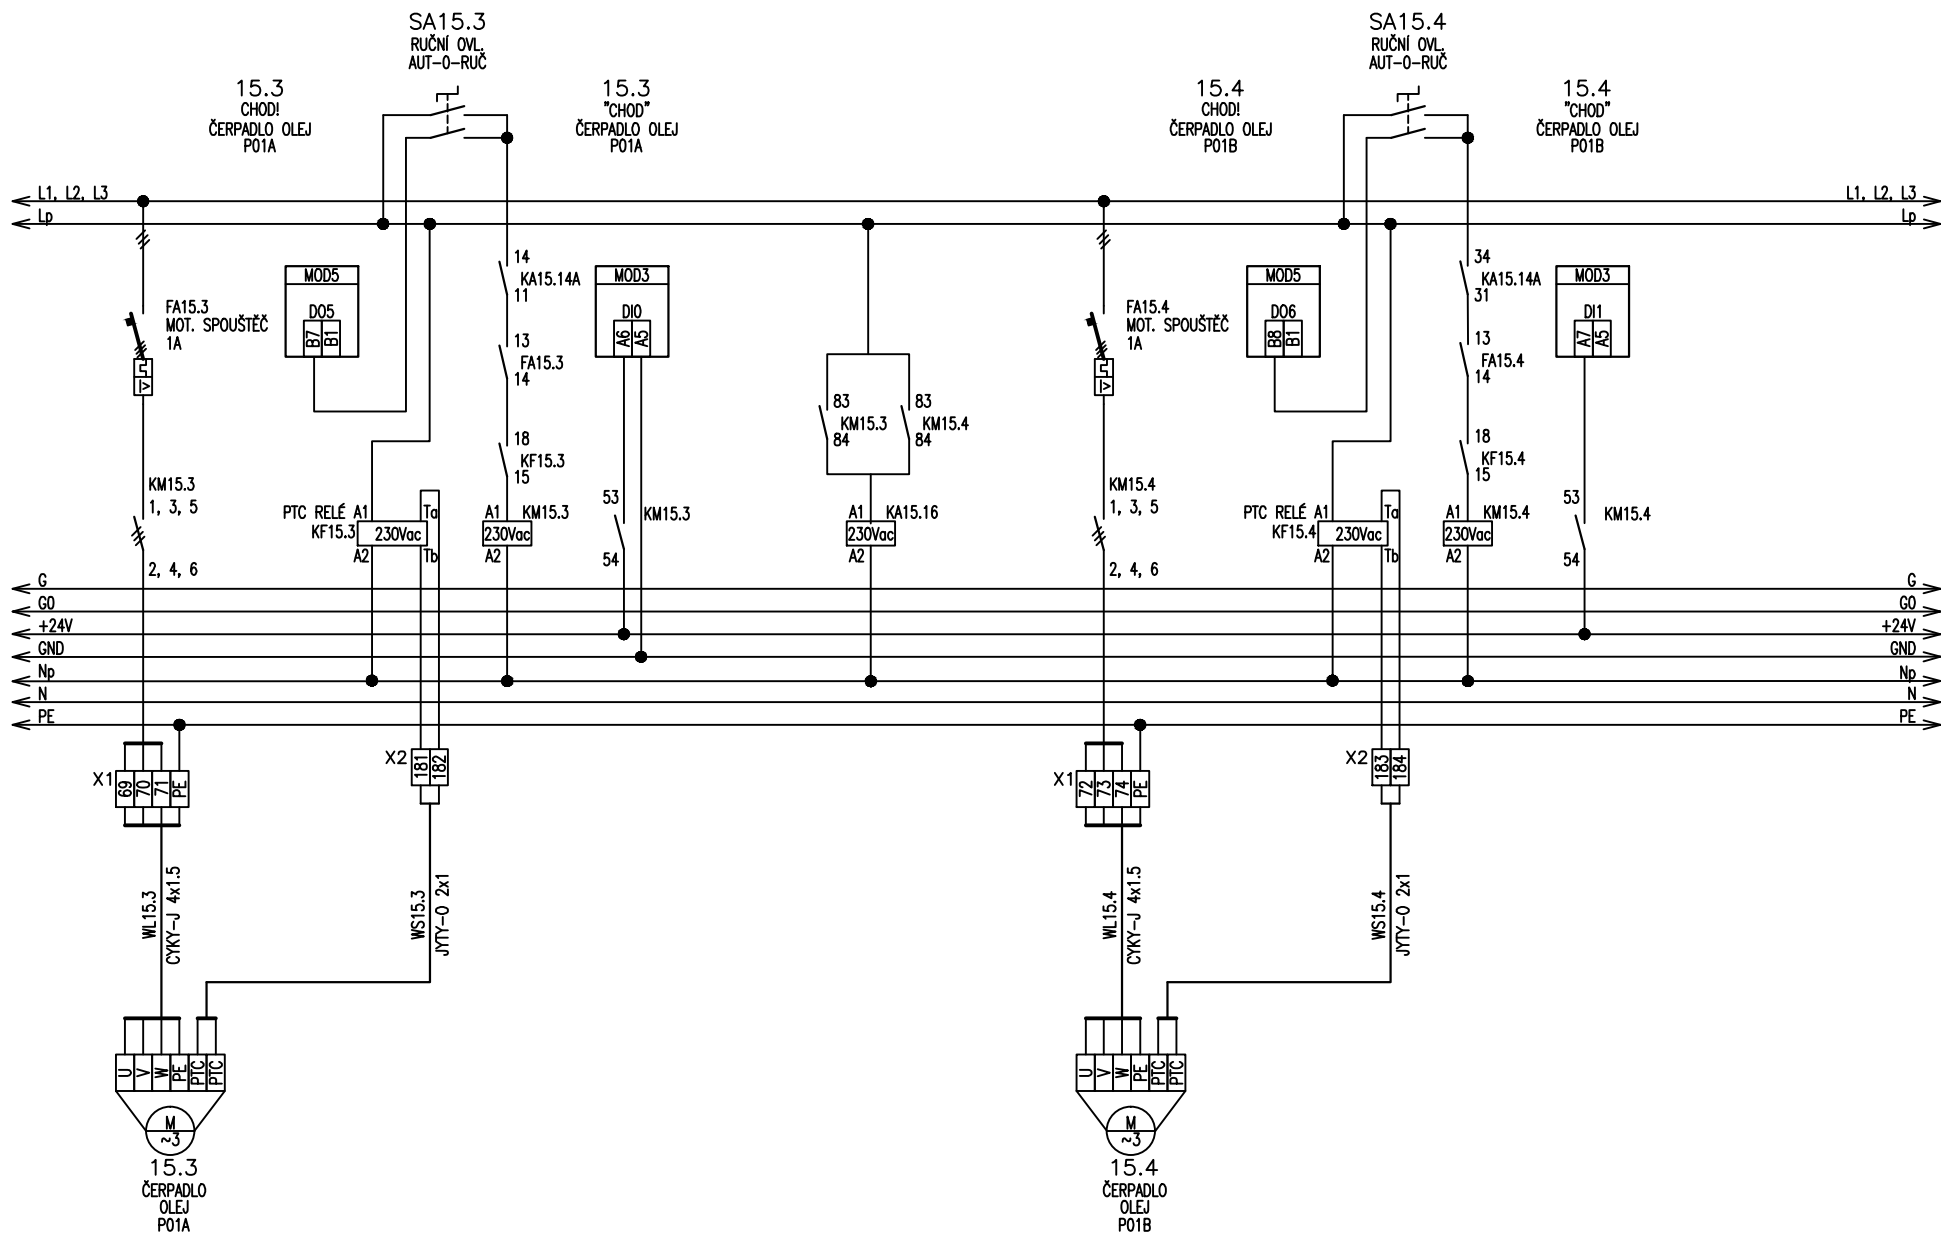 SA15.3
RUČNÍ OVL.
AUT-0-RUČ
15.3
CHOD!
ČERPADLO OLEJ
P01A
15.3
"CHOD"
ČERPADLO OLEJ
P01A
SA15.4
RUČNÍ OVL.
AUT-0-RUČ
15.4
CHOD!
ČERPADLO OLEJ
P01B
15.4
"CHOD"
ČERPADLO OLEJ
P01B
L1, L2, L3
L1, L2, L3
Lp
Lp
FA15.3
MOT. SPOUŠTĚČ
1A
MOD5
DO5
B7
B1
14
KA15.14A
11
13
FA15.3
14
18
KF15.3
15
MOD3
DI0
A6
A5
83
KM15.3
84
83
KM15.4
84
FA15.4
MOT. SPOUŠTĚČ
1A
MOD5
DO6
B8
B1
34
KA15.14A
31
13
FA15.4
14
18
KF15.4
15
MOD3
DI1
A7
A5
KM15.3
1, 3, 5
2, 4, 6
PTC RELÉ
KF15.3
A1
Ta
230Vac
A2
Tb
A1
KM15.3
230Vac
A2
53
KM15.3
54
A1
KA15.16
230Vac
A2
KM15.4
1, 3, 5
2, 4, 6
PTC RELÉ
KF15.4
A1
Ta
230Vac
A2
Tb
A1
KM15.4
230Vac
A2
53
KM15.4
54
G
G
G0
G0
+24V
+24V
GND
GND
Np
Np
N
N
PE
PE
X1
69
70
71
PE
X2
181
182
X1
72
73
74
PE
X2
183
184
WL15.3
CYKY-J 4x1.5
WS15.3
JYTY-O 2x1
WL15.4
CYKY-J 4x1.5
WS15.4
JYTY-O 2x1
U
V
W
PE
PTC
PTC
M
~3
15.3
ČERPADLO
OLEJ
P01A
U
V
W
PE
PTC
PTC
M
~3
15.4
ČERPADLO
OLEJ
P01B